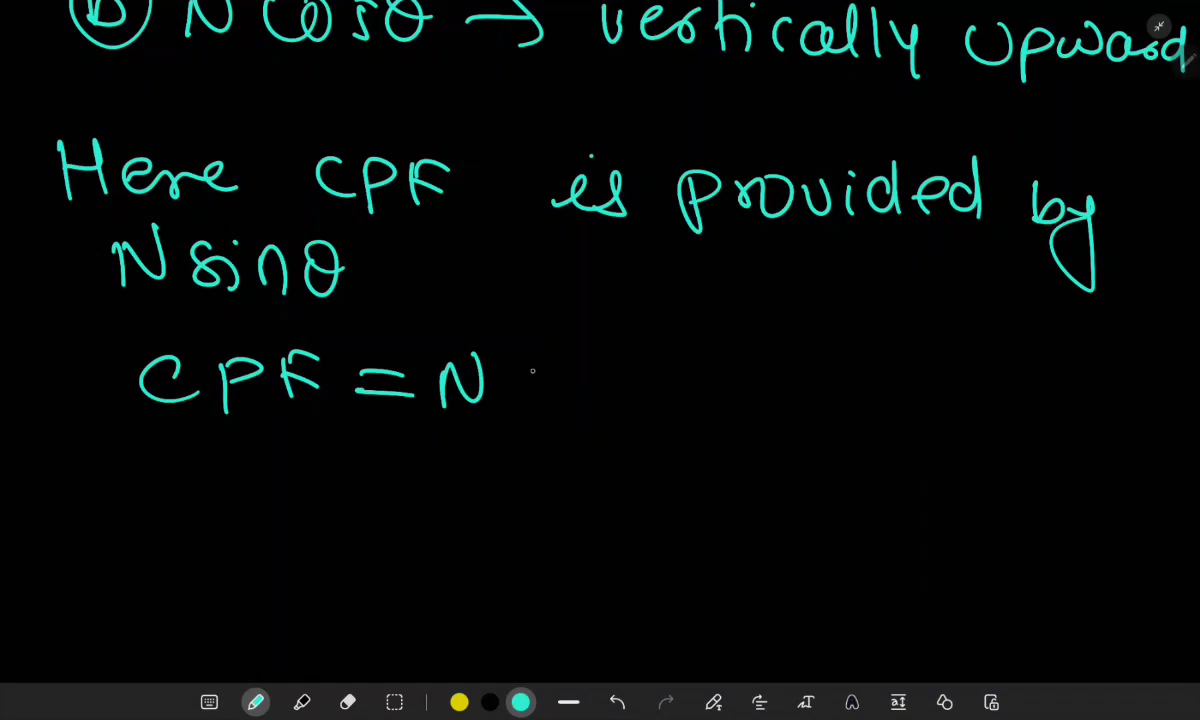 b N Cosθ → vertically upward
Here CPF is provided by
N sinθ
CPF = N